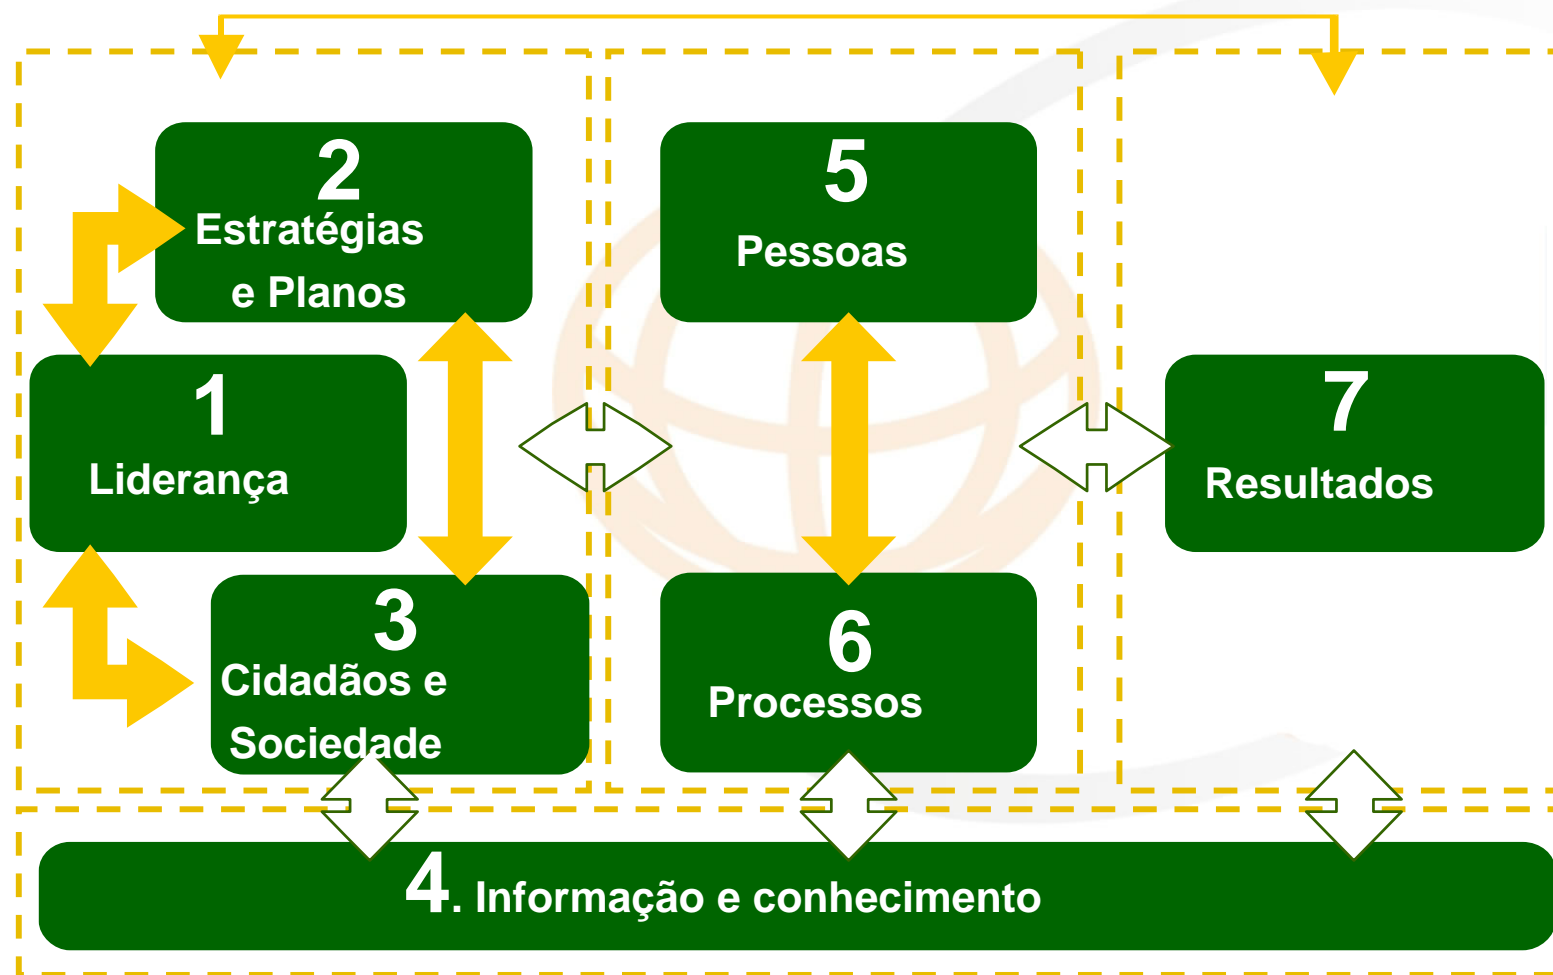 2
Estratégias
e Planos
1
Liderança
3
Cidadãos e
Sociedade
5
Pessoas
6
Processos
7
Resultados
4. Informação e conhecimento